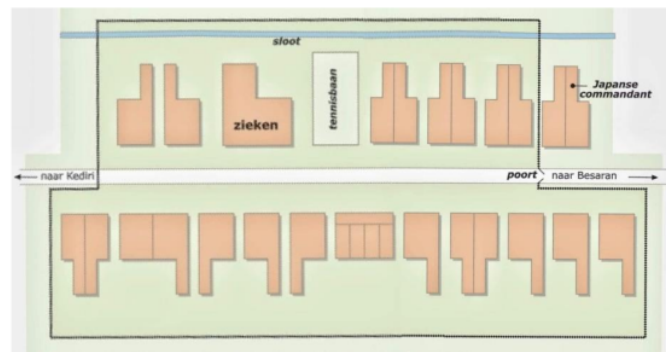 sloot
Japanse
commandant
zieken
tennisbaan
naar Kediri
poort
naar Besaran